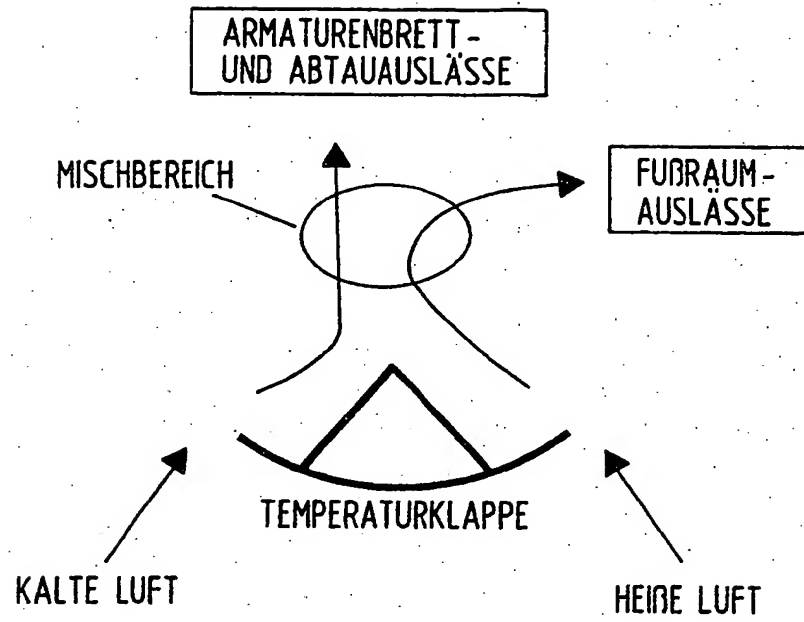 ARMATURENBRETT-
UND ABTAUAUSLÄSSE
MISCHBEREICH
FUßRAUM-
AUSLÄSSE
TEMPERATURKLAPPE
KALTE LUFT
HEIßE LUFT